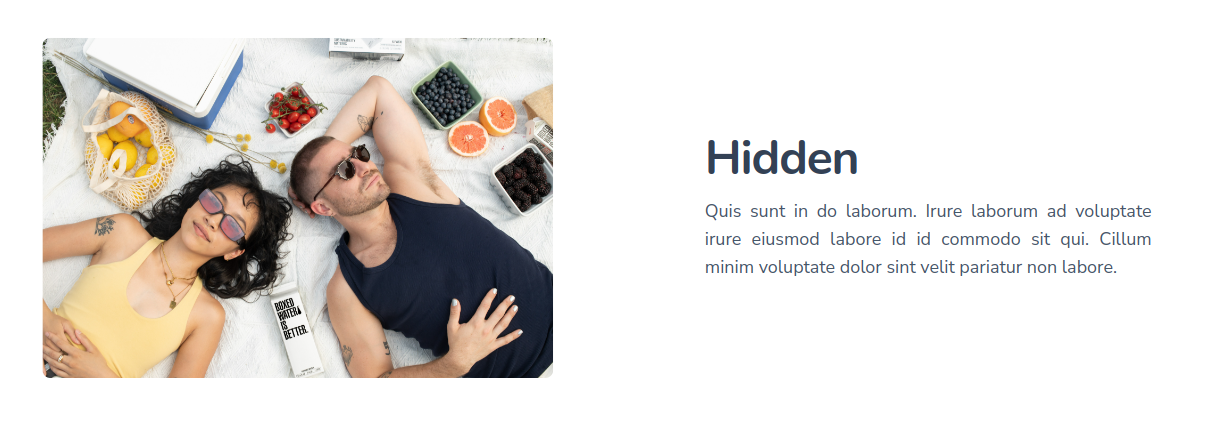 Hidden
Quis sunt in do laborum. Irure laborum ad voluptate
irure eiusmod labore id id commodo sit qui. Cillum
minim voluptate dolor sint velit pariatur non labore.
BOXED
WATER
IS
BETTER.